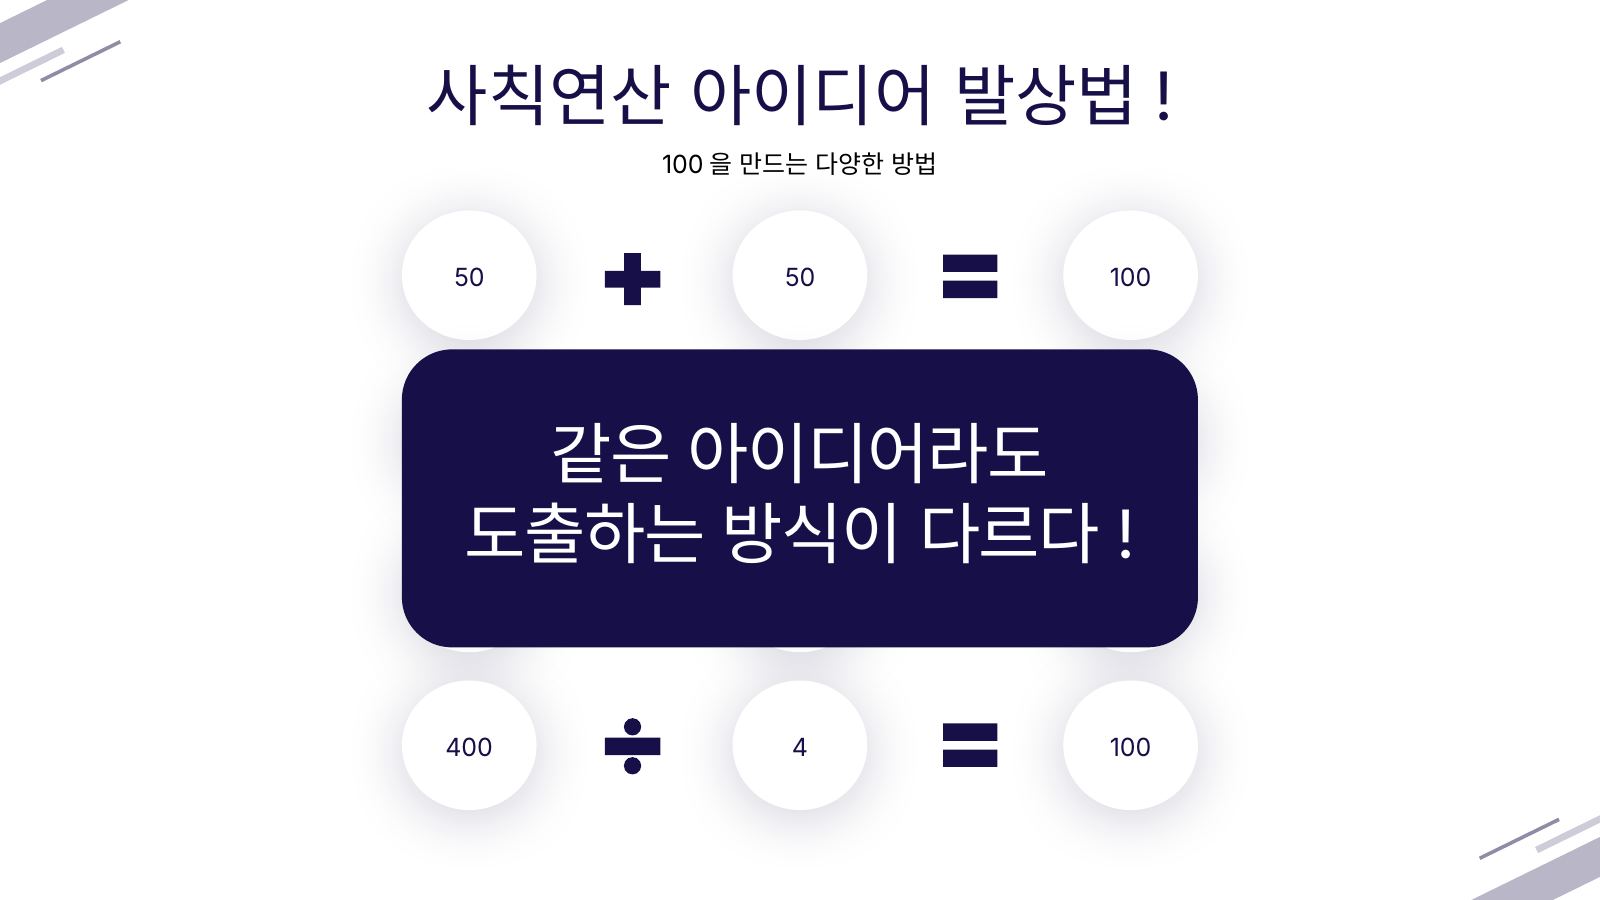 사칙연산 아이디어 발상법 !
100 을 만드는 다양한 방법
50 + 50 = 100
같은 아이디어라도
도출하는 방식이 다르다 !
400 ÷ 4 = 100